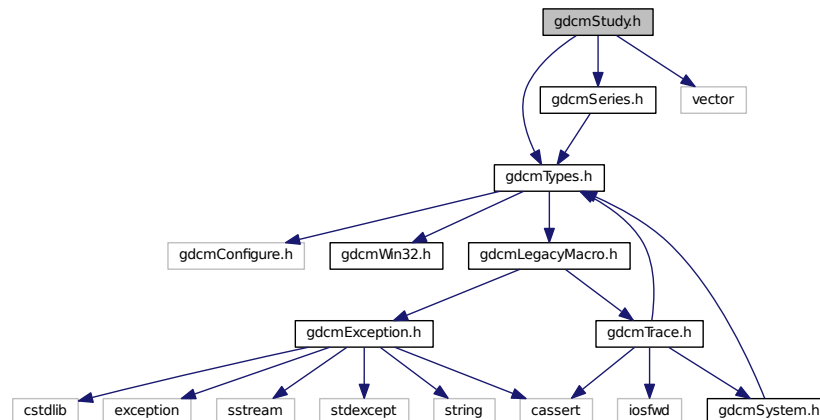 gdcmStudy.h
gdcmSeries.h
vector
gdcmTypes.h
gdcmConfigure.h
gdcmWin32.h
gdcmLegacyMacro.h
gdcmException.h
gdcmTrace.h
cstdlib
exception
sstream
stdexcept
string
cassert
iosfwd
gdcmSystem.h